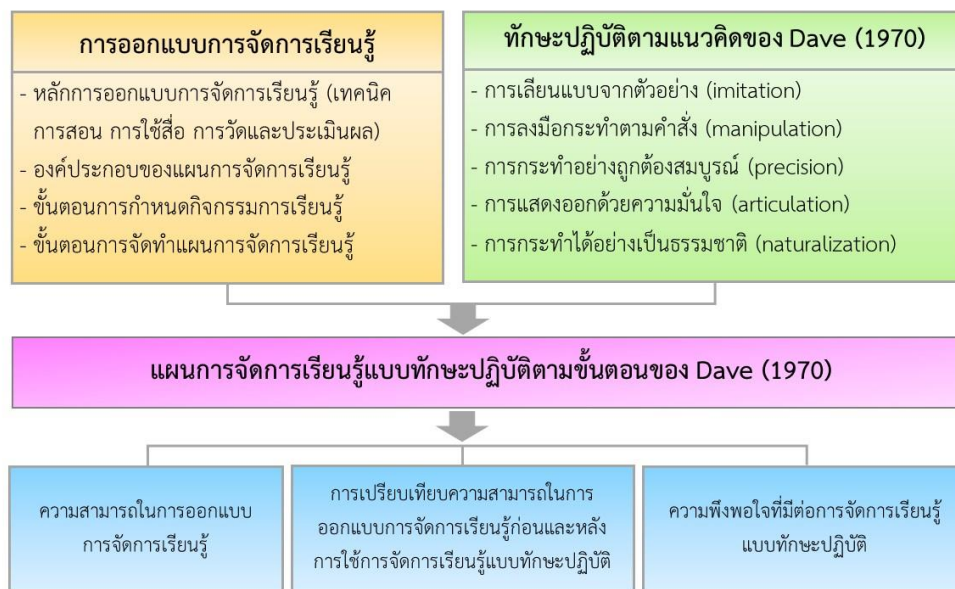 การออกแบบการจัดการเรียนรู้
- หลักการออกแบบการจัดการเรียนรู้ (เทคนิค
การสอน การใช้สื่อ การวัดและประเมินผล)
- องค์ประกอบของแผนการจัดการเรียนรู้
- ขั้นตอนการกำหนดกิจกรรมการเรียนรู้
- ขั้นตอนการจัดทำแผนการจัดการเรียนรู้
ทักษะปฏิบัติตามแนวคิดของ Dave (1970)
- การเลียนแบบจากตัวอย่าง (imitation)
- การลงมือกระทำตามคำสั่ง (manipulation)
- การกระทำอย่างถูกต้องสมบูรณ์ (precision)
- การแสดงออกด้วยความมั่นใจ (articulation)
- การกระทำได้อย่างเป็นธรรมชาติ (naturalization)
แผนการจัดการเรียนรู้แบบทักษะปฏิบัติตามขั้นตอนของ Dave (1970)
ความสามารถในการออกแบบ
การจัดการเรียนรู้
การเปรียบเทียบความสามารถในการ
ออกแบบการจัดการเรียนรู้ก่อนและหลัง
การใช้การจัดการเรียนรู้แบบทักษะปฏิบัติ
ความพึงพอใจที่มีต่อการจัดการเรียนรู้
แบบทักษะปฏิบัติ